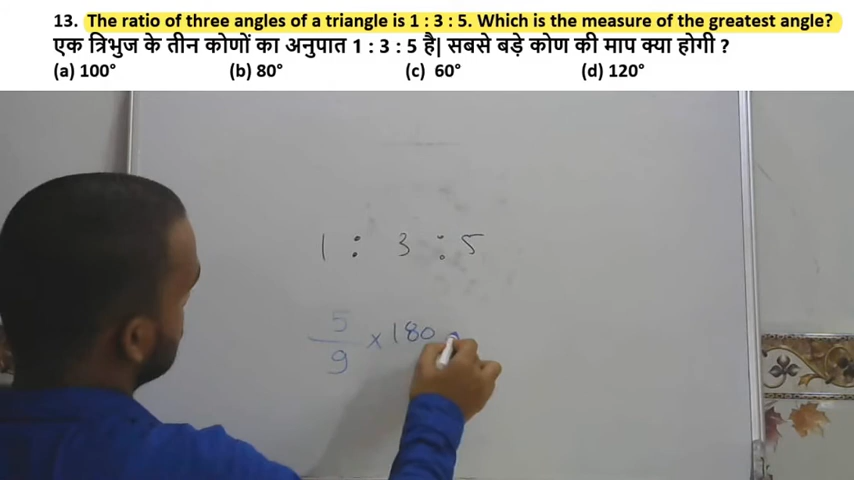 13. The ratio of three angles of a triangle is 1 : 3 : 5. Which is the measure of the greatest angle?
एक त्रिभुज के तीन कोणों का अनुपात 1 : 3 : 5 है| सबसे बड़े कोण की माप क्या होगी ?
(a) 100° (b) 80° (c) 60° (d) 120°
1 : 3 : 5
5
9 × 180